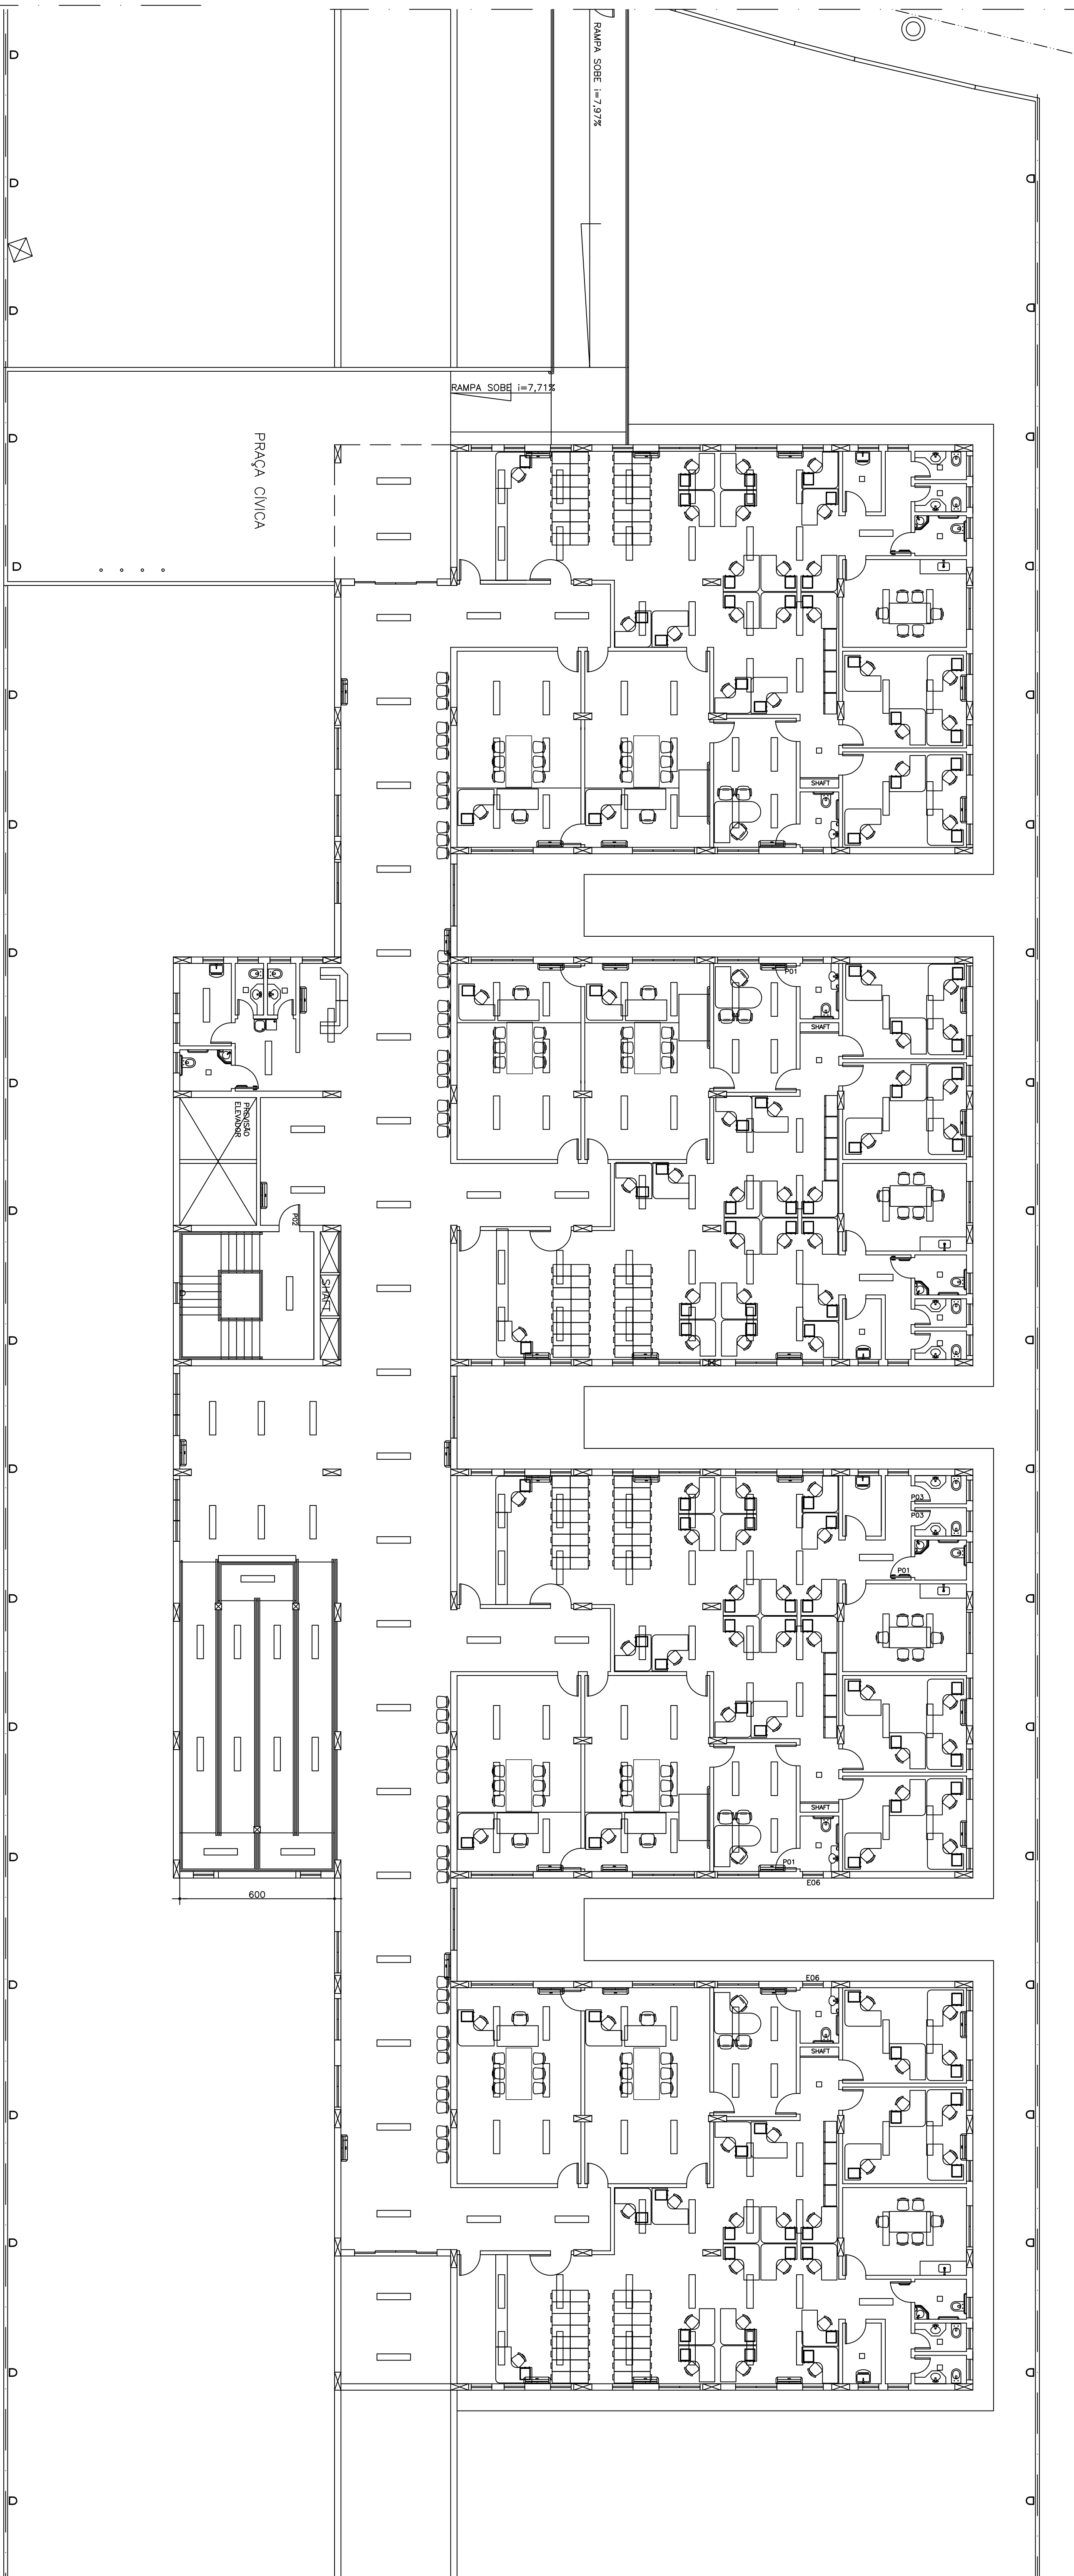 RAMPA SOBE i=7,97%
RAMPA SOBE i=7,71%
PRAÇA CÍVICA
SHAFT
P01
SHAFT
PREVISÃO
ELEVADOR
P02
SHAFT
P03
P03
P01
SHAFT
P01
E06
600
E06
SHAFT